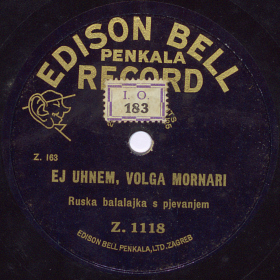 EDISON BELL
PENKALA
RECORD
I. O.
183
Z. 163
EJ UHNEM, VOLGA MORNARI
Ruska balalajka s pjevanjem
Z. 1118
EDISON BELL PENKALA, LTD. ZAGREB